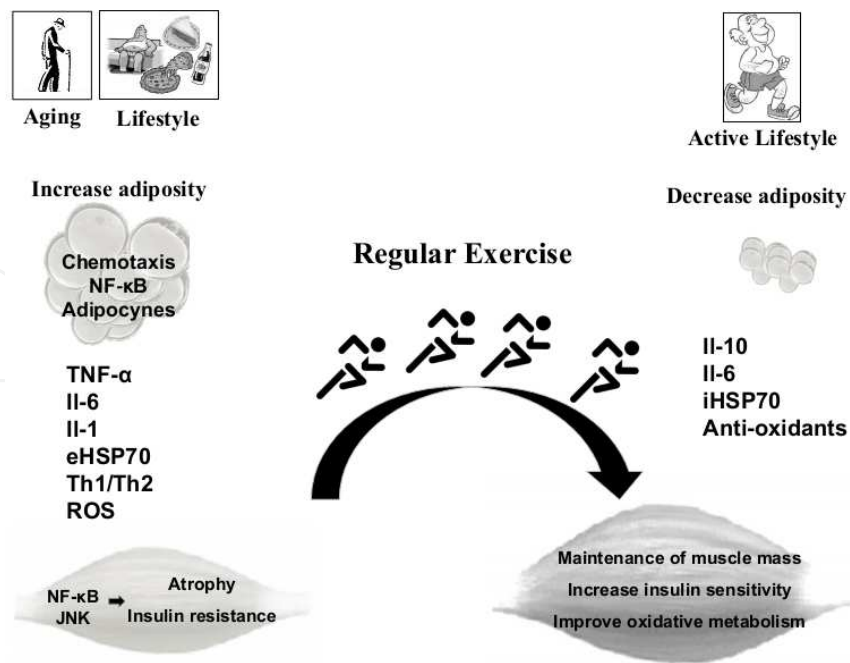 Aging
Lifestyle
Increase adiposity
Chemotaxis
NF-κB
Adipocynes
TNF-α
Il-6
Il-1
eHSP70
Th1/Th2
ROS
NF-κB
JNK
Atrophy
Insulin resistance
Regular Exercise
Active Lifestyle
Decrease adiposity
Il-10
Il-6
iHSP70
Anti-oxidants
Maintenance of muscle mass
Increase insulin sensitivity
Improve oxidative metabolism